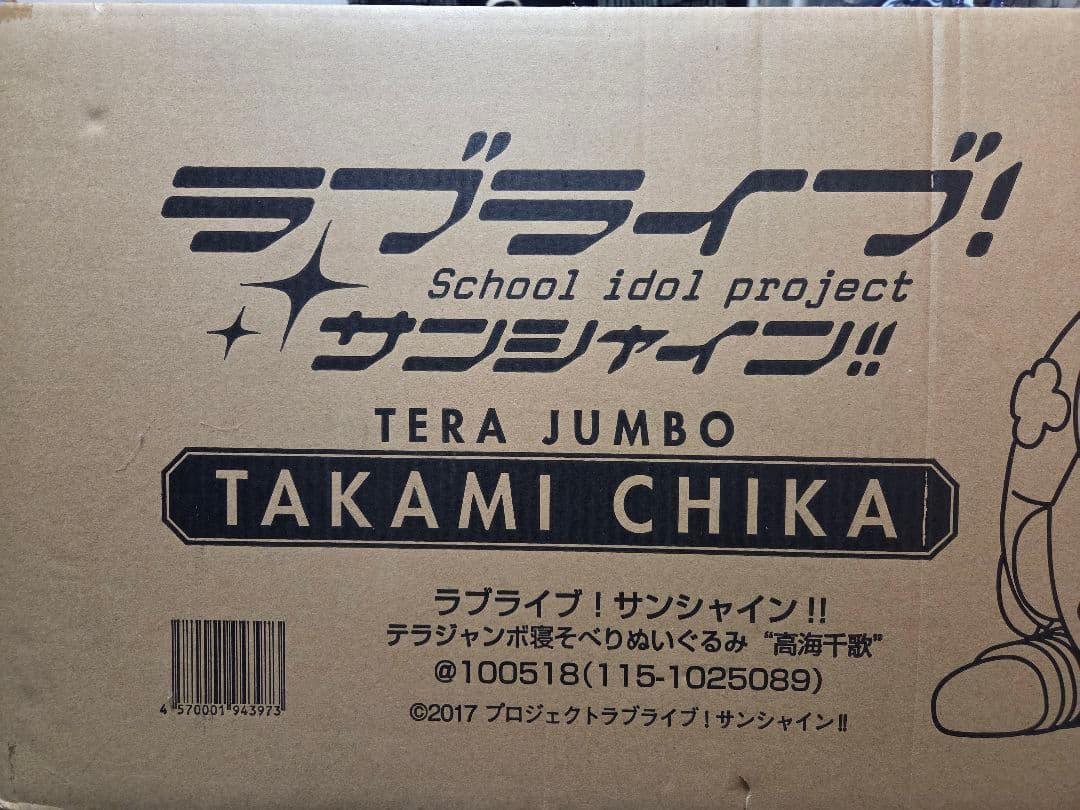 ラブライブ!
School idol project
サンシャイン!!
TERA JUMBO
TAKAMI CHIKA
ラブライブ!サンシャイン!!
テラジャンボ寝そべりぬいぐるみ “高海千歌”
@100518(115-1025089)
©2017 プロジェクトラブライブ!サンシャイン!!
4 570001 943973